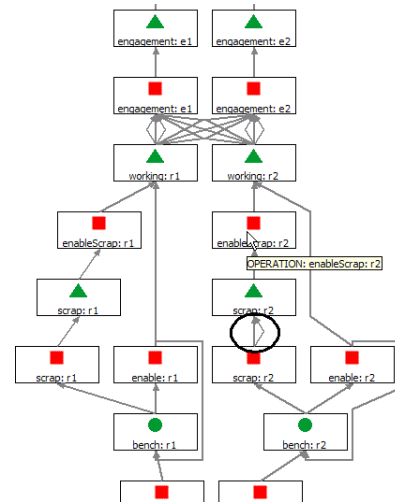 engagement: e1
engagement: e2
engagement: e1
engagement: e2
working: r1
working: r2
enableScrap: r1
enableScrap: r2
OPERATION: enableScrap: r2
scrap: r1
scrap: r2
scrap: r1
enable: r1
scrap: r2
enable: r2
bench: r1
bench: r2